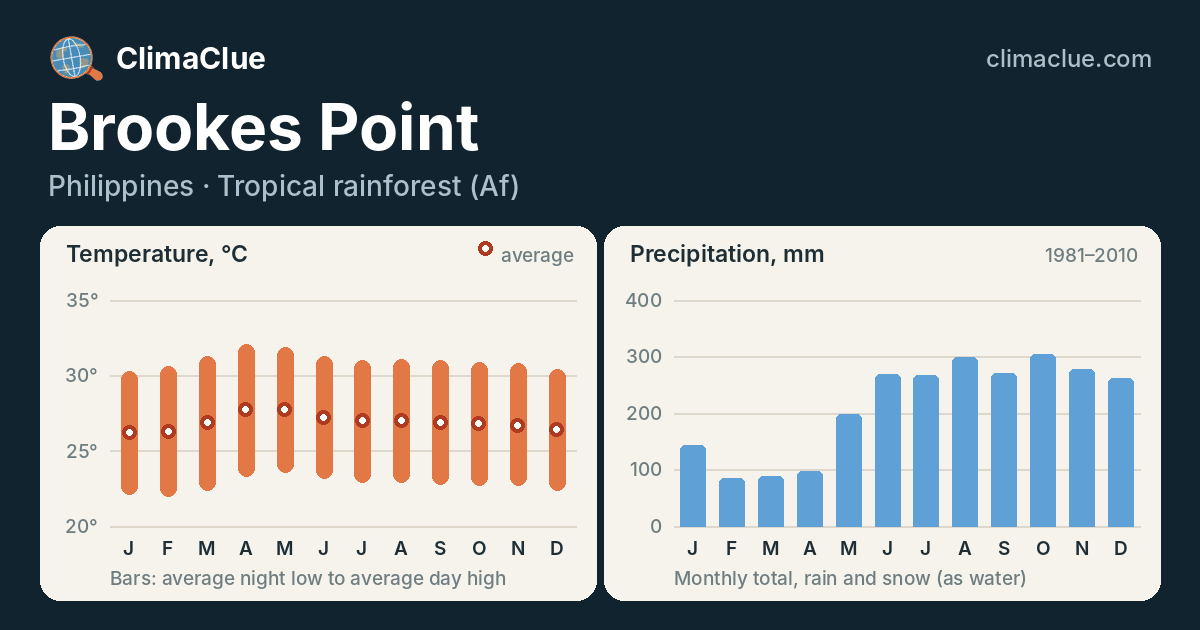 ClimaClue
climaclue.com
Brookes Point
Philippines · Tropical rainforest (Af)
Temperature, °C
average
35°
30°
25°
20°
J F M A M J J A S O N D
Bars: average night low to average day high
Precipitation, mm
1981–2010
400
300
200
100
0
J F M A M J J A S O N D
Monthly total, rain and snow (as water)